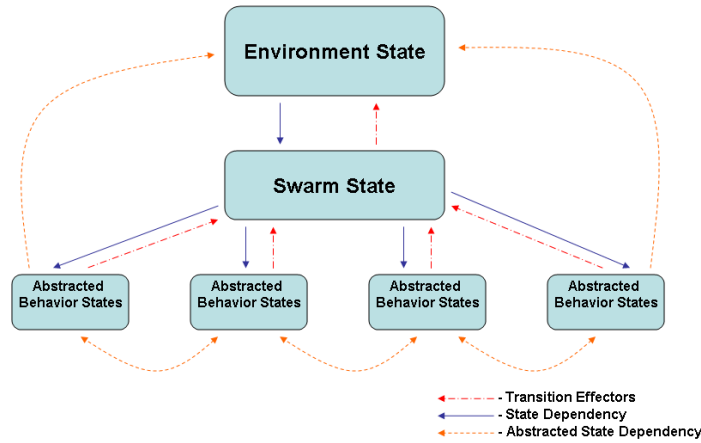 Environment State
Swarm State
Abstracted
Behavior States
Abstracted
Behavior States
Abstracted
Behavior States
Abstracted
Behavior States
- Transition Effectors
- State Dependency
- Abstracted State Dependency